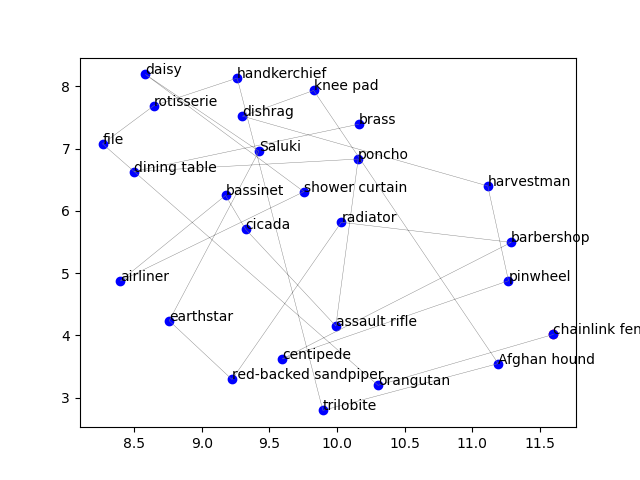 daisy
handkerchief
knee pad
rotisserie
dishrag
brass
file
Saluki
poncho
dining table
harvestman
bassinet
shower curtain
radiator
cicada
barbershop
airliner
pinwheel
earthstar
assault rifle
chainlink fen
centipede
Afghan hound
red-backed sandpiper
orangutan
trilobite
8
7
6
5
4
3
8.5 9.0 9.5 10.0 10.5 11.0 11.5